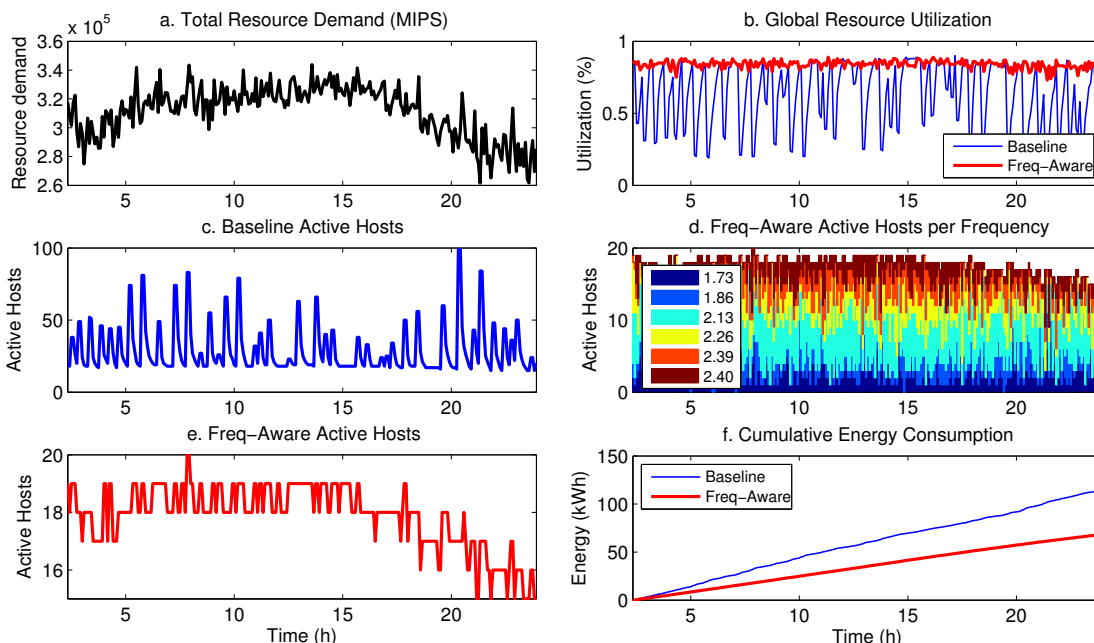 a. Total Resource Demand (MIPS)
x 10^5
Resource demand
3.6
3.4
3.2
3
2.8
2.6
5 10 15 20
b. Global Resource Utilization
Utilization (%)
1
0.5
0
Baseline
Freq−Aware
5 10 15 20
c. Baseline Active Hosts
Active Hosts
100
50
0
5 10 15 20
d. Freq−Aware Active Hosts per Frequency
Active Hosts
20
10
0
1.73
1.86
2.13
2.26
2.39
2.40
5 10 15 20
e. Freq−Aware Active Hosts
Active Hosts
20
18
16
5 10 15 20
Time (h)
f. Cumulative Energy Consumption
Energy (kWh)
150
100
50
0
Baseline
Freq−Aware
5 10 15 20
Time (h)